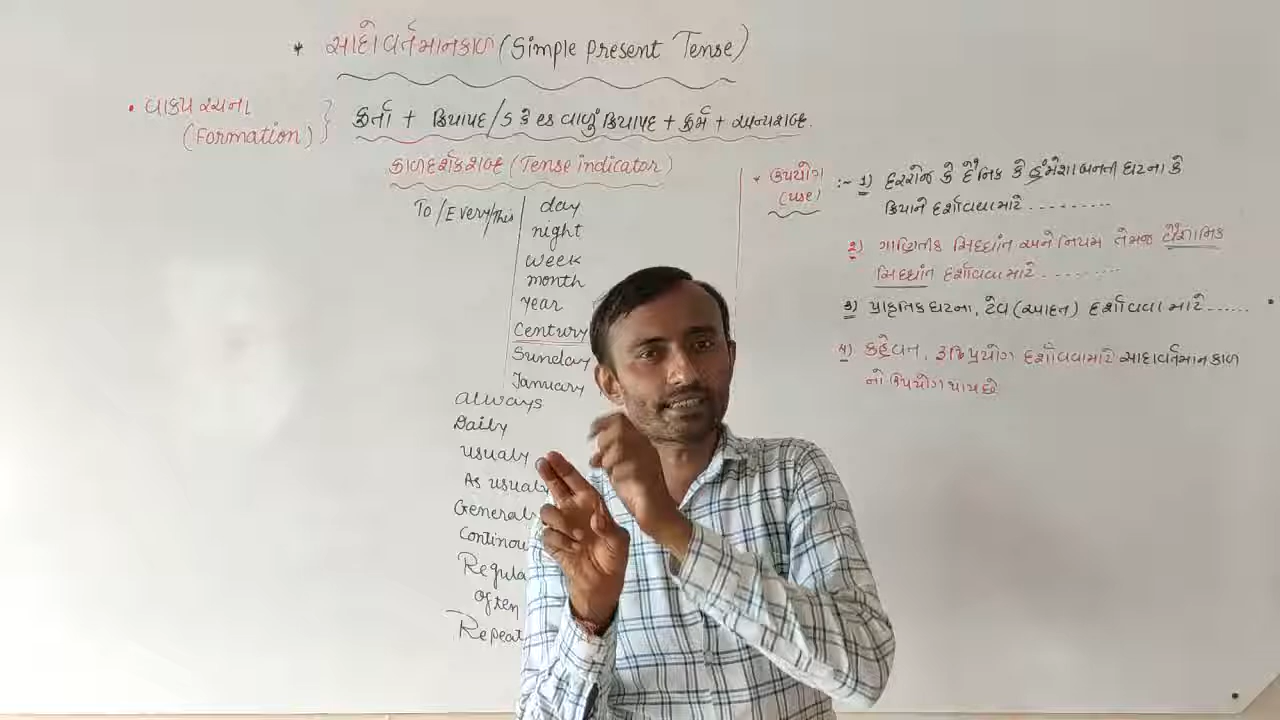 * સાદો વર્તમાનકાળ (Simple present Tense)
• વાક્ય રચના (Formation) } કર્તા + ક્રિયાપદ/s કે es વાળું ક્રિયાપદ + કર્મ + અન્યશબ્દ.
કાળદર્શકશબ્દ (Tense indicator)
To/Every/This
day
night
week
month
Year
Century
Sunday
January
always
Daily
usualy
As usualy
General
Continou
Regula
often
Repeat
* ઉપયોગ (use) :- 1) દરરોજ કે દૈનિક કે હંમેશા બનતી ઘટના કે
ક્રિયાને દર્શાવવા માટે..........
2) ગાણિતીક સિદ્ધાંત અને નિયમ તેમજ વૈજ્ઞાનિક
સિદ્ધાંત દર્શાવવા માટે..........
3) પ્રાકૃતિક ઘટના, ટેવ (આદત) દર્શાવવા માટે......
4) કહેવત, રૂઢિપ્રયોગ દર્શાવવા માટે સાદા વર્તમાન કાળ
નો ઉપયોગ થાય છે